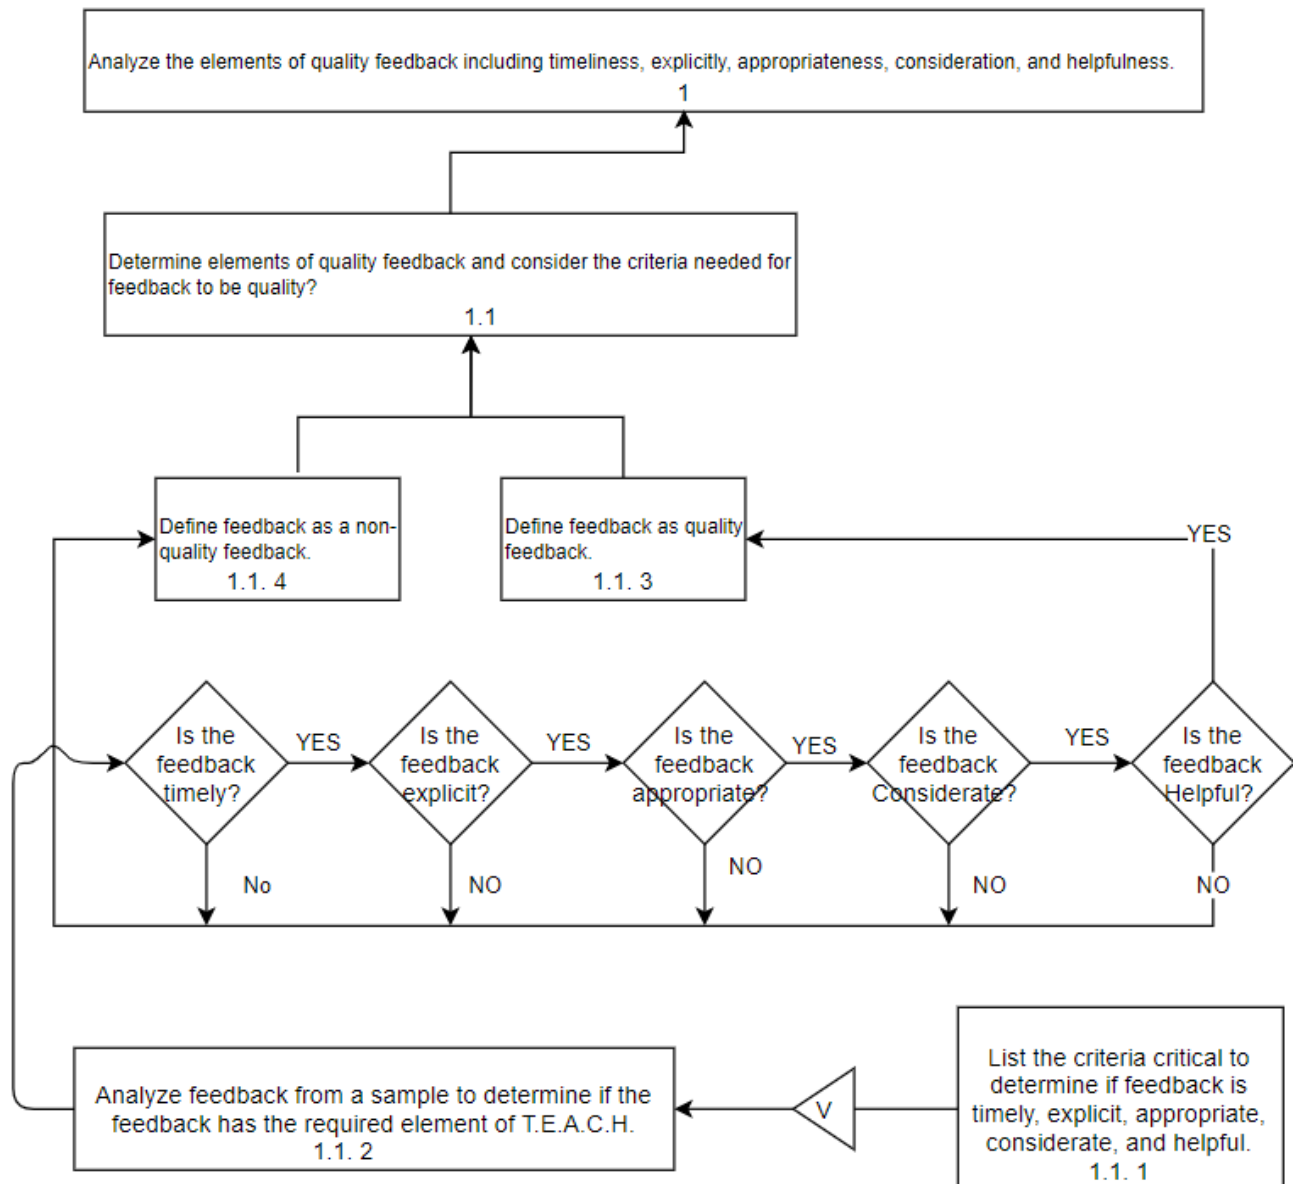 Analyze the elements of quality feedback including timeliness, explicitly, appropriateness, consideration, and helpfulness.
1
Determine elements of quality feedback and consider the criteria needed for
feedback to be quality?
1.1
Define feedback as a non-
quality feedback.
1.1. 4
Define feedback as quality
feedback.
1.1. 3
YES
Is the
feedback
timely?
YES
Is the
feedback
explicit?
YES
Is the
feedback
appropriate?
YES
Is the
feedback
Considerate?
YES
Is the
feedback
Helpful?
No
NO
NO
NO
NO
Analyze feedback from a sample to determine if the
feedback has the required element of T.E.A.C.H.
1.1. 2
V
List the criteria critical to
determine if feedback is
timely, explicit, appropriate,
considerate, and helpful.
1.1. 1